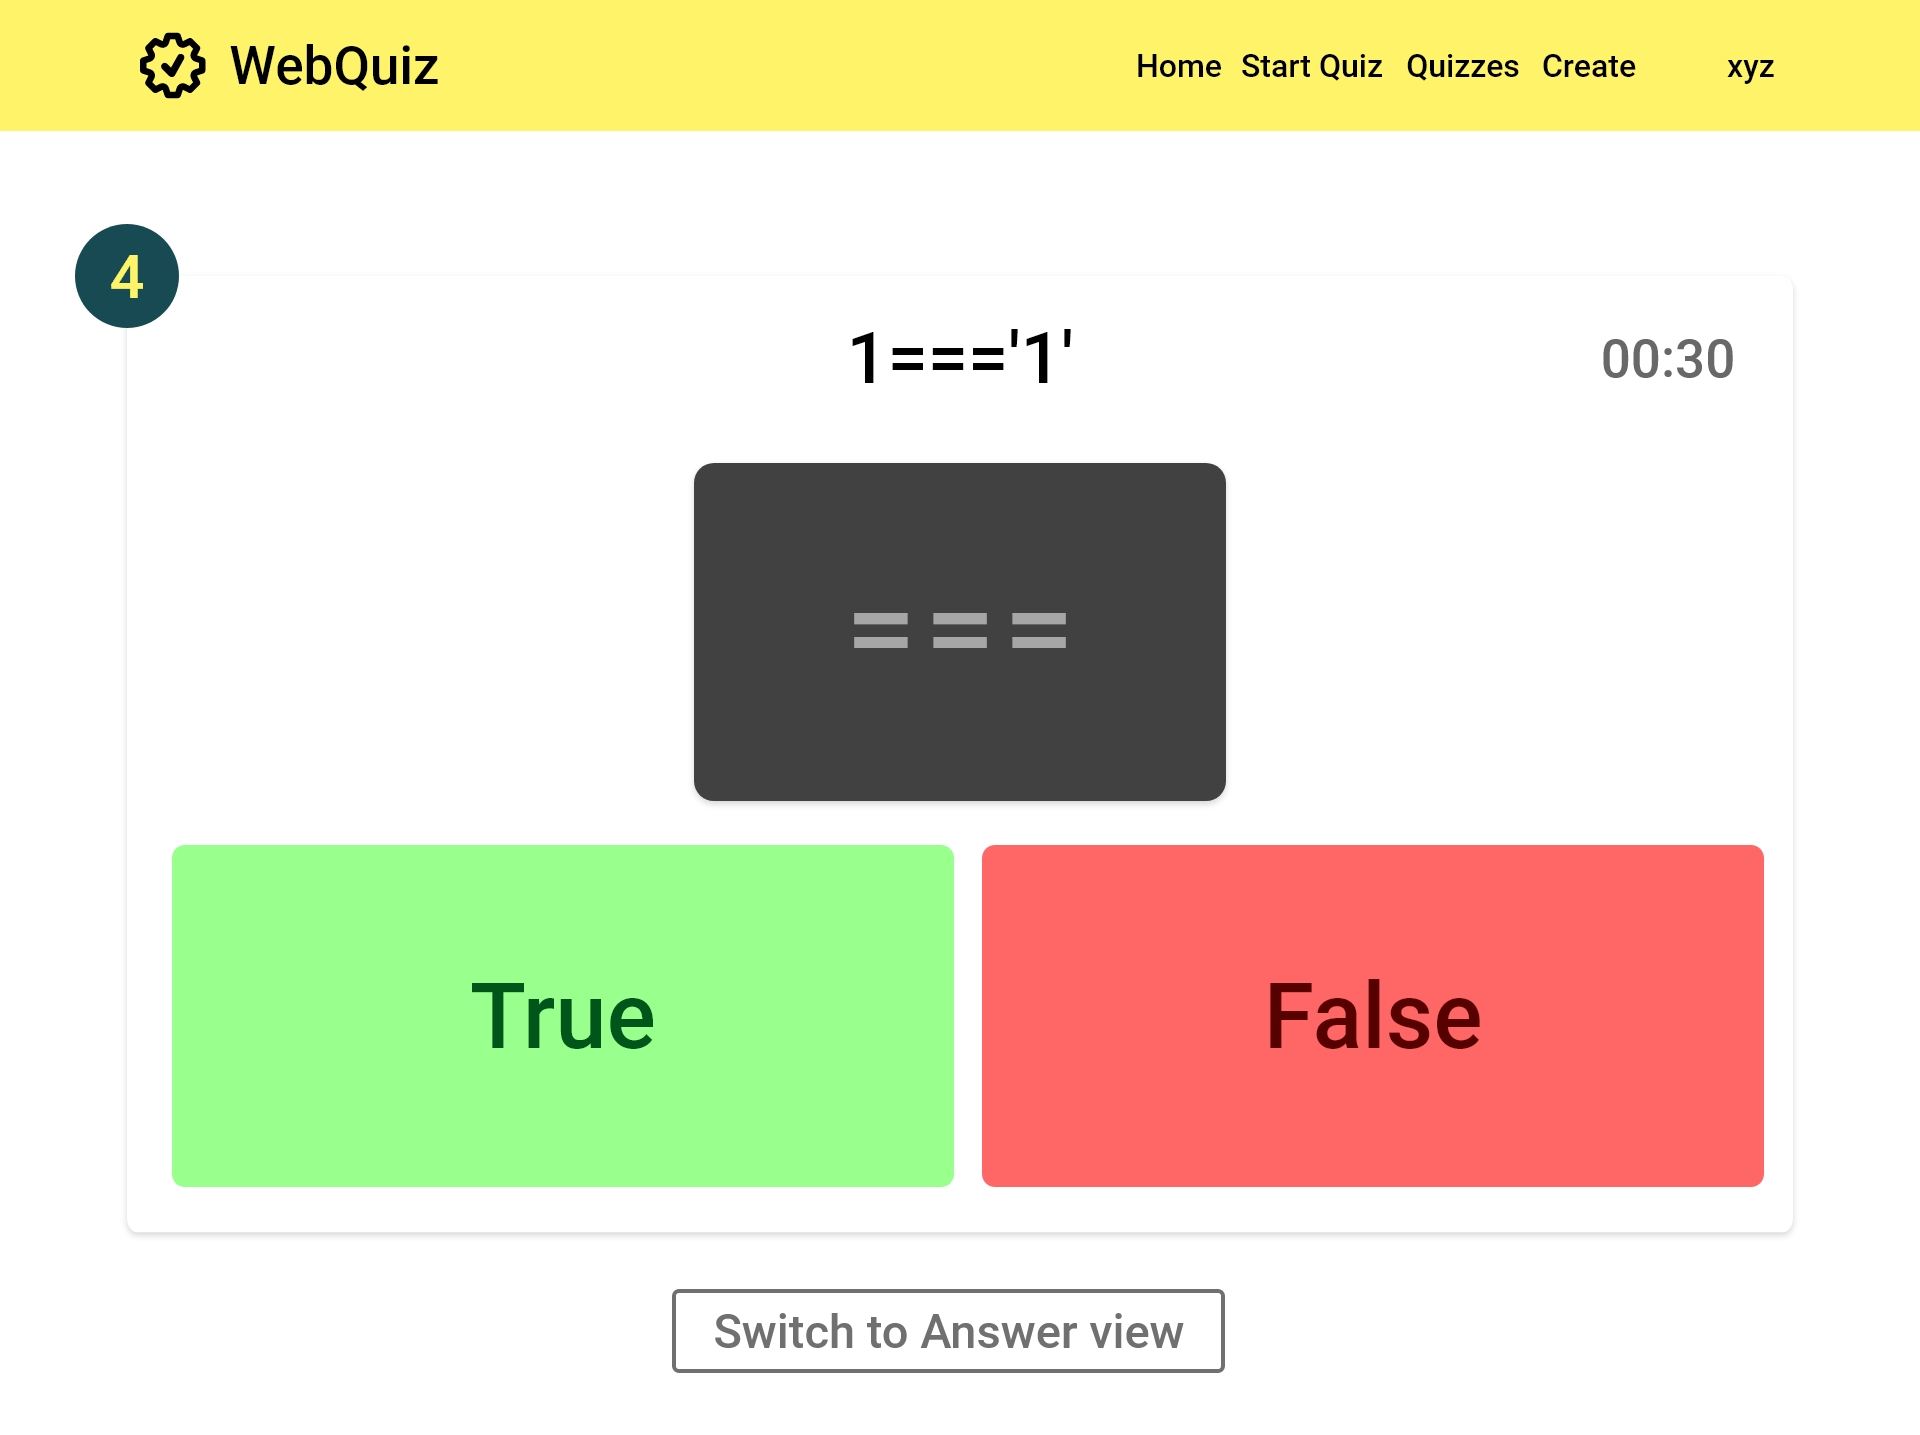 WebQuiz
Home Start Quiz Quizzes Create xyz
4
1==='1'
00:30
===
True
False
Switch to Answer view